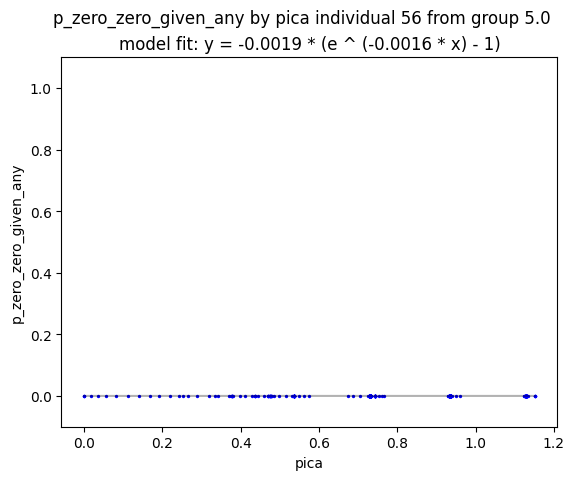 p_zero_zero_given_any by pica individual 56 from group 5.0
model fit: y = -0.0019 * (e ^ (-0.0016 * x) - 1)
1.0
0.8
0.6
0.4
0.2
0.0
p_zero_zero_given_any
0.0 0.2 0.4 0.6 0.8 1.0 1.2
pica